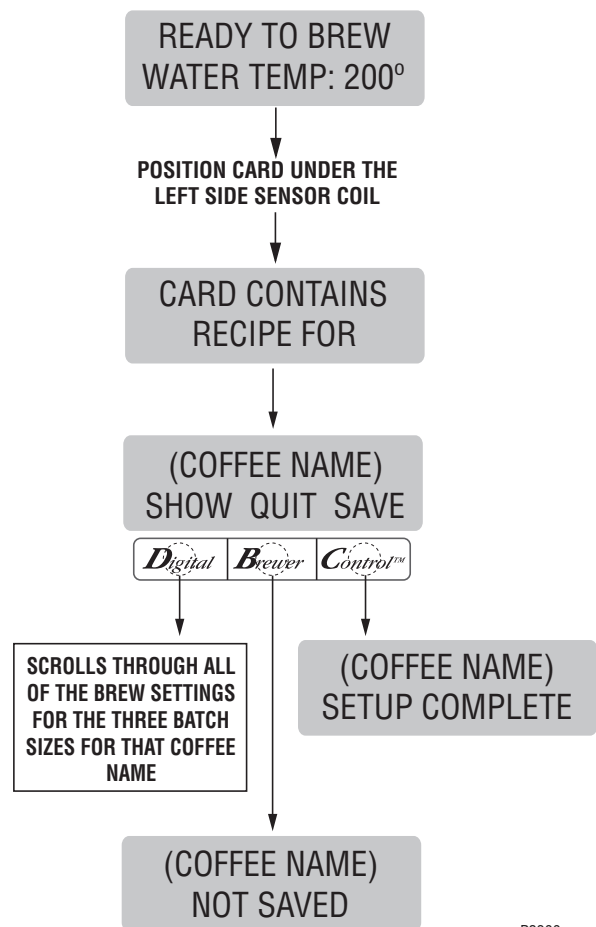 READY TO BREW
WATER TEMP: 200º
POSITION CARD UNDER THE
LEFT SIDE SENSOR COIL
CARD CONTAINS
RECIPE FOR
(COFFEE NAME)
SHOW QUIT SAVE
Digital Brewer Control™
SCROLLS THROUGH ALL
OF THE BREW SETTINGS
FOR THE THREE BATCH
SIZES FOR THAT COFFEE
NAME
(COFFEE NAME)
SETUP COMPLETE
(COFFEE NAME)
NOT SAVED